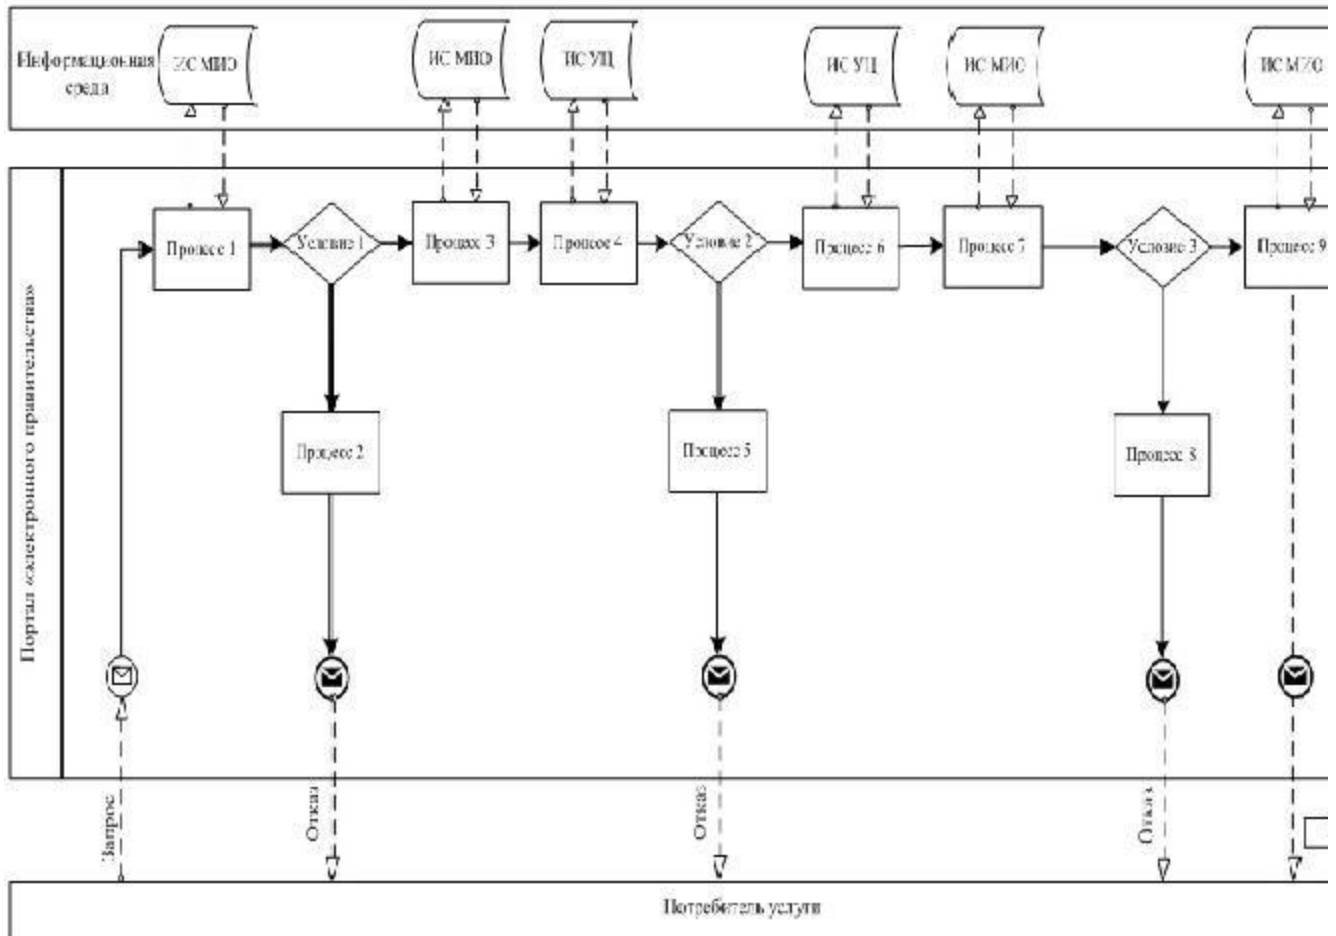 Информационная
среда
ИС МИО
ИС МИО
ИС УЦ
ИС УЦ
ИС МИО
ИС МИО
Портал «электронного правительства»
Процесс 1
Условие 1
Процесс 3
Процесс 4
Условие 2
Процесс 6
Процесс 7
Условие 3
Процесс 9
Процесс 2
Процесс 5
Процесс 8
Запрос
Отказ
Отказ
Отказ
Потребитель услуги